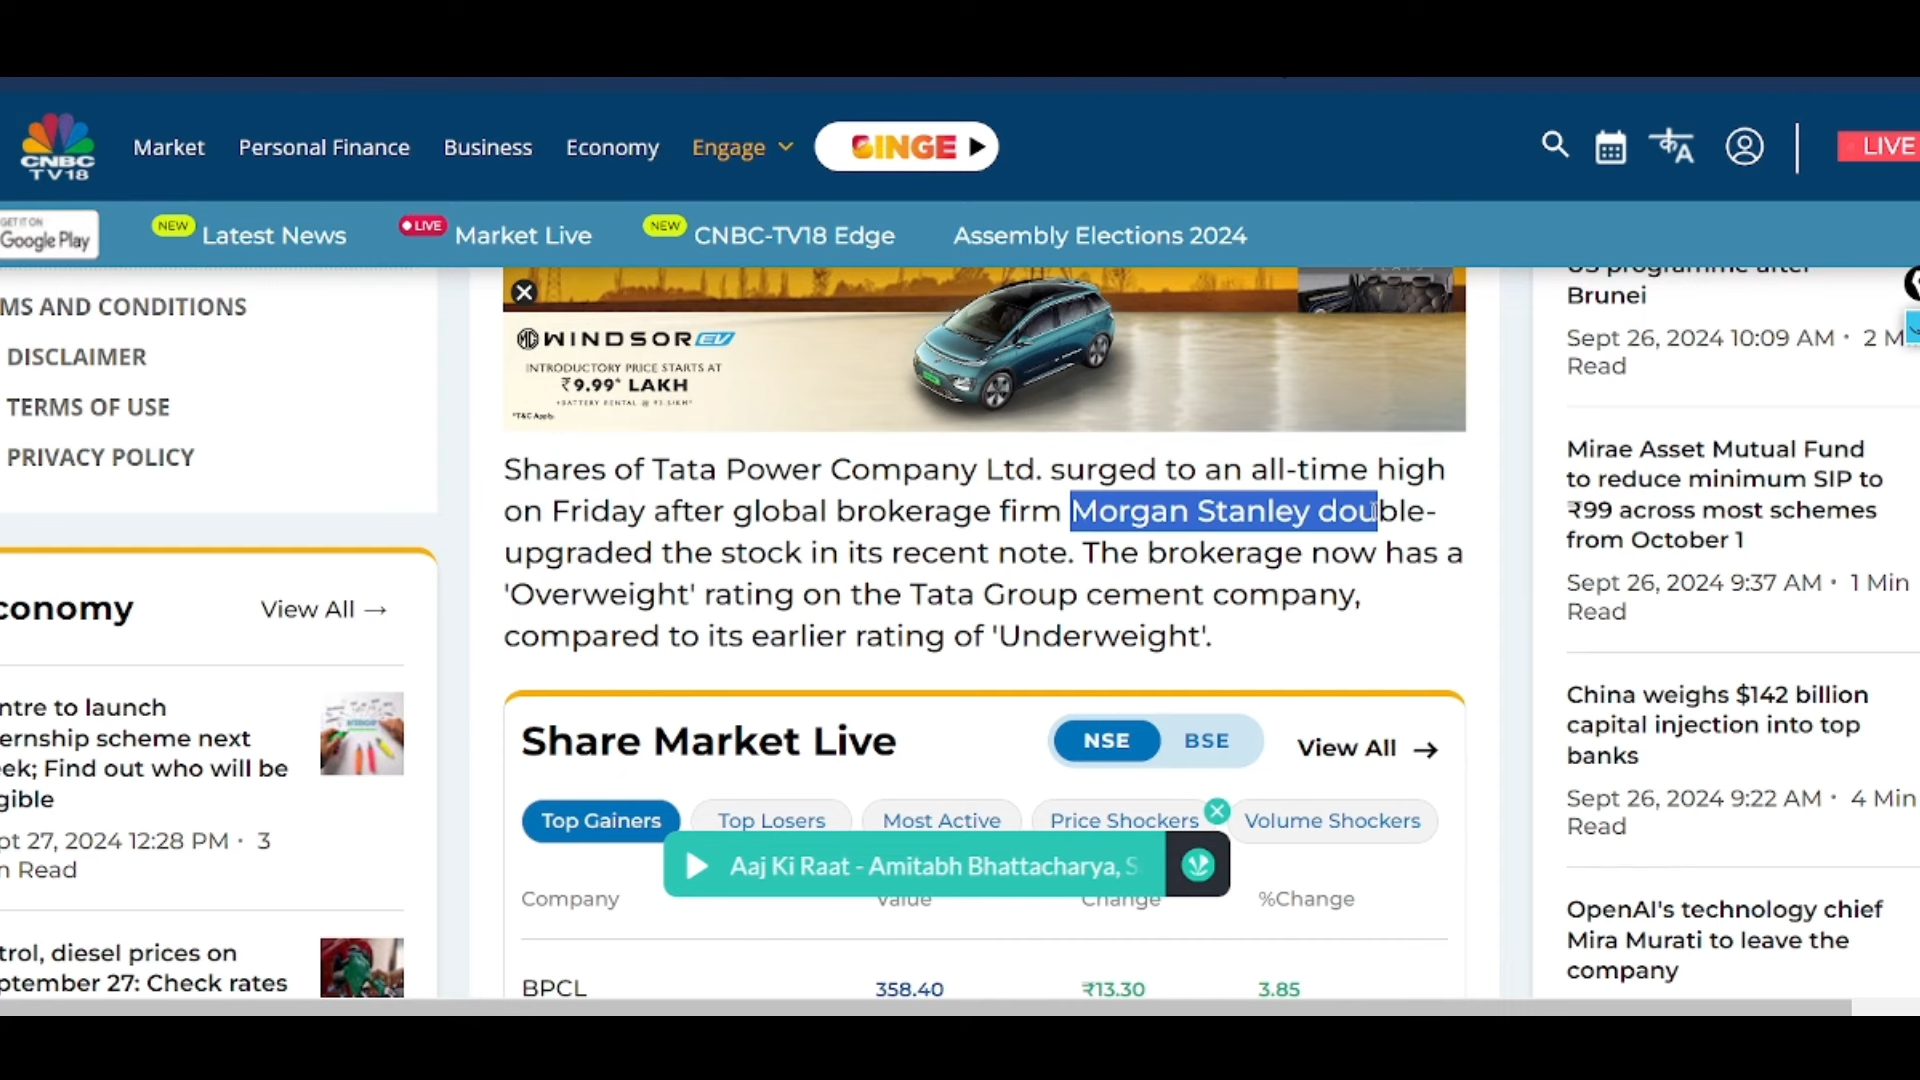 CNBC
TV18
Market
Personal Finance
Business
Economy
Engage
BINGE
LIVE
GET IT ON
Google Play
NEW
Latest News
LIVE
Market Live
NEW
CNBC-TV18 Edge
Assembly Elections 2024
MS AND CONDITIONS
DISCLAIMER
TERMS OF USE
PRIVACY POLICY
conomy
View All →
ntre to launch
ernship scheme next
ek; Find out who will be
gible
pt 27, 2024 12:28 PM · 3
n Read
trol, diesel prices on
ptember 27: Check rates
MG WINDSOR EV
INTRODUCTORY PRICE STARTS AT
₹9.99* LAKH
*T&C Apply
Shares of Tata Power Company Ltd. surged to an all-time high
on Friday after global brokerage firm Morgan Stanley double-
upgraded the stock in its recent note. The brokerage now has a
'Overweight' rating on the Tata Group cement company,
compared to its earlier rating of 'Underweight'.
Share Market Live
NSE
BSE
View All →
Top Gainers
Top Losers
Most Active
Price Shockers
Volume Shockers
Aaj Ki Raat - Amitabh Bhattacharya, S
Company
Value
Change
%Change
BPCL
358.40
₹13.30
3.85
US programme after
Brunei
Sept 26, 2024 10:09 AM · 2 M
Read
Mirae Asset Mutual Fund
to reduce minimum SIP to
₹99 across most schemes
from October 1
Sept 26, 2024 9:37 AM · 1 Min
Read
China weighs $142 billion
capital injection into top
banks
Sept 26, 2024 9:22 AM · 4 Min
Read
OpenAI's technology chief
Mira Murati to leave the
company